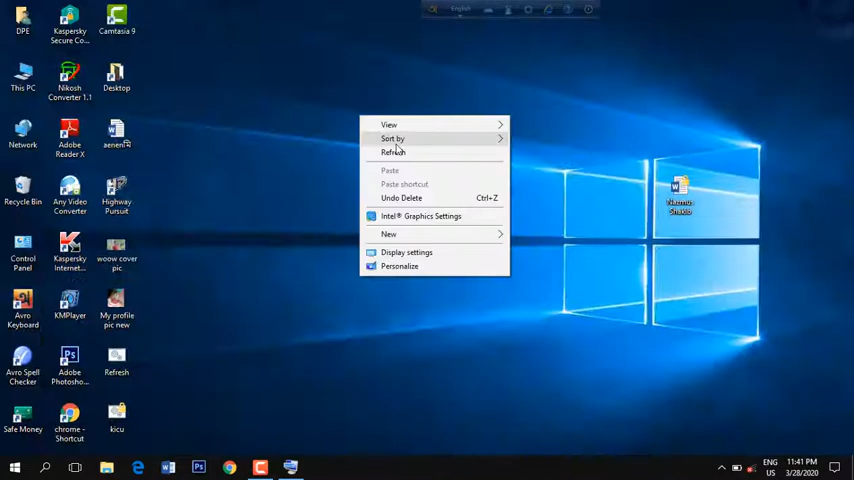 English
DPE
Kaspersky
Secure Co...
Camtasia 9
This PC
Nikosh
Converter 1.1
Desktop
Network
Adobe
Reader X
Recycle Bin
Any Video
Converter
Highway
Pursuit
Control
Panel
Kaspersky
Internet...
woow cover
pic
Avro
Keyboard
KMPlayer
My profile
pic new
Avro Spell
Checker
Adobe
Photosho...
Refresh
Safe Money
chrome -
Shortcut
kicu
View
Sort by
Refresh
Paste
Paste shortcut
Undo Delete Ctrl+Z
Intel® Graphics Settings
New
Display settings
Personalize
Nazmus
ENG
US
11:41 PM
3/28/2020